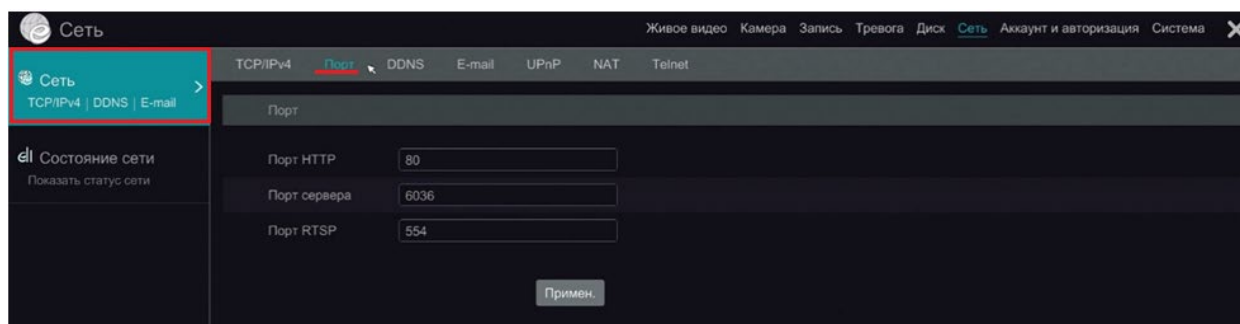 Сеть
Живое видео Камера Запись Тревога Диск Сеть Аккаунт и авторизация Система
Сеть
TCP/IPv4 | DDNS | E-mail
TCP/IPv4 Порт DDNS E-mail UPnP NAT Telnet
Порт
Состояние сети
Показать статус сети
Порт HTTP 80
Порт сервера 6036
Порт RTSP 554
Примен.